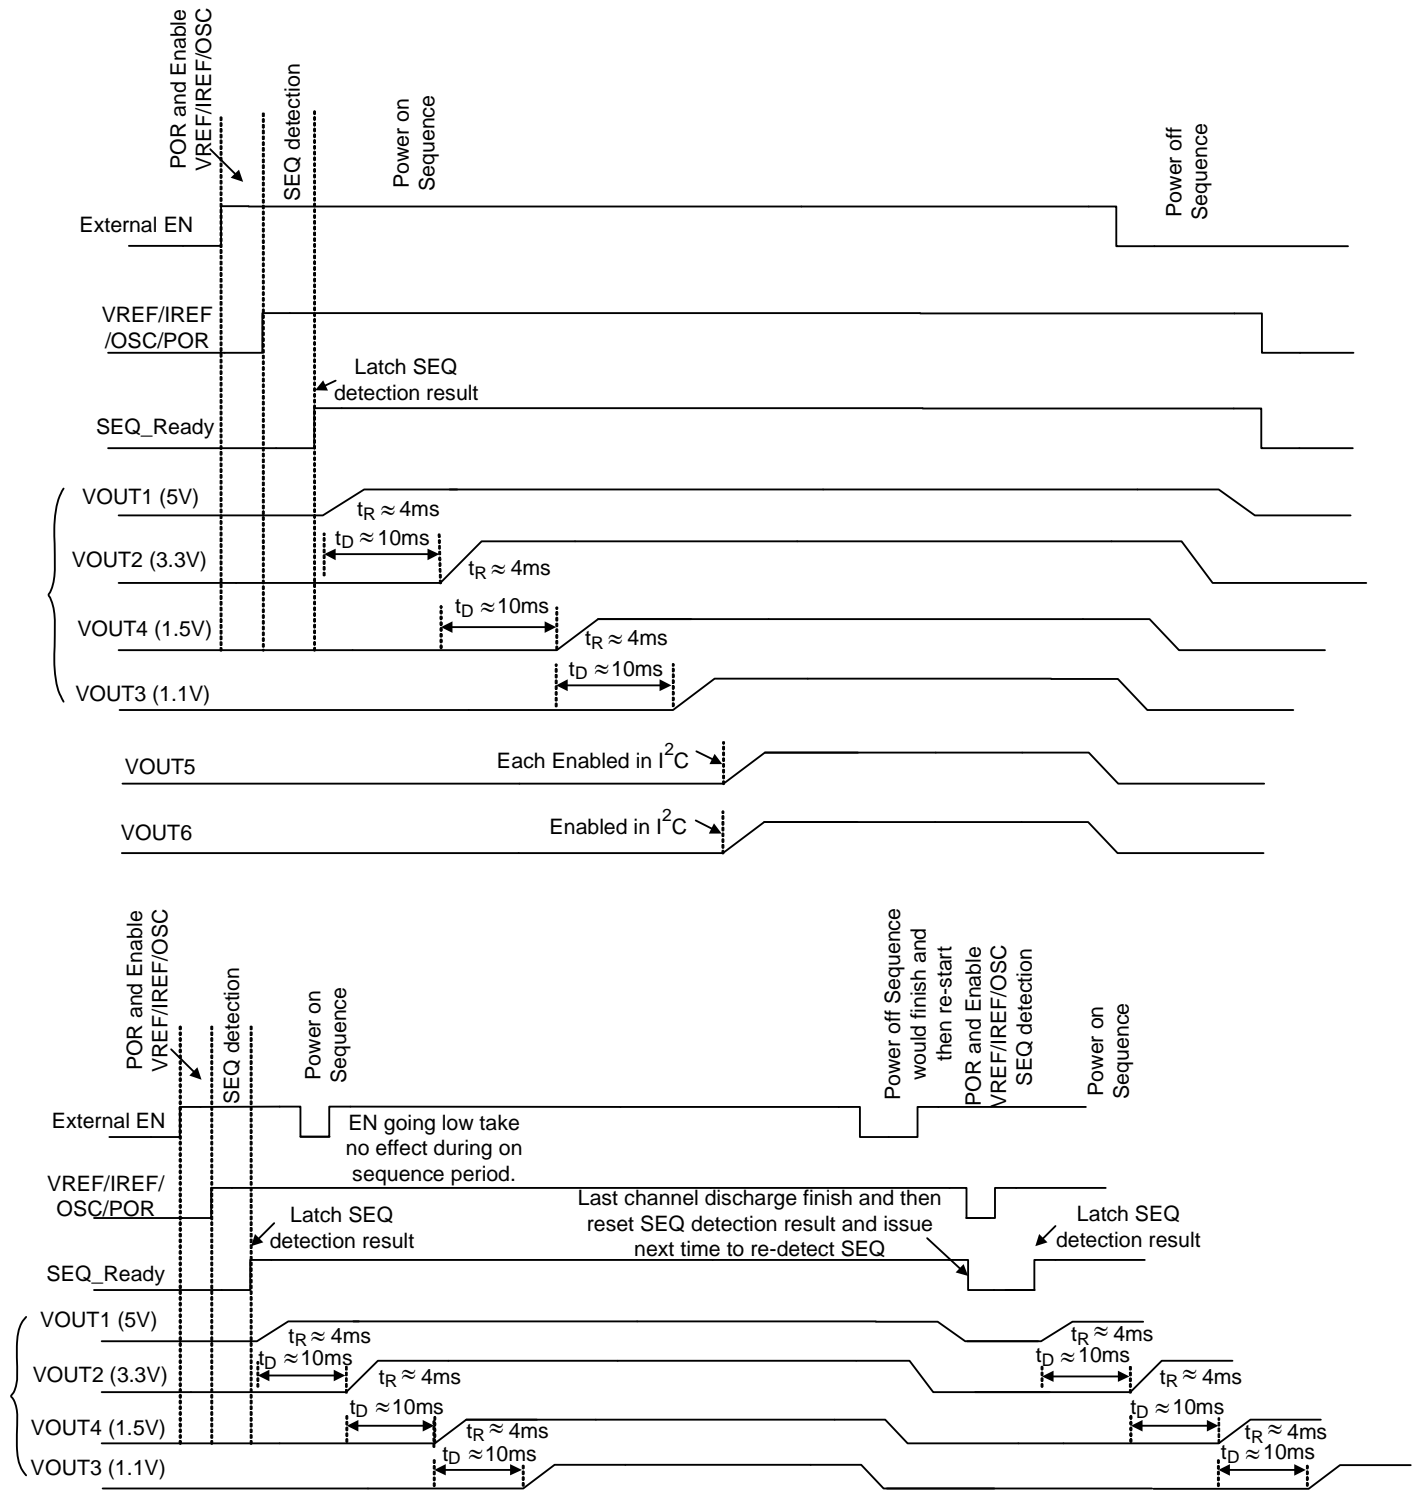 POR and Enable
VREF/IREF/OSC
SEQ detection
Power on
Sequence
Power off
Sequence
External EN
VREF/IREF
/OSC/POR
Latch SEQ
detection result
SEQ_Ready
VOUT1 (5V)
tR ≈ 4ms
tD ≈ 10ms
VOUT2 (3.3V)
tR ≈ 4ms
tD ≈ 10ms
VOUT4 (1.5V)
tR ≈ 4ms
tD ≈ 10ms
VOUT3 (1.1V)
Each Enabled in I²C
VOUT5
Enabled in I²C
VOUT6
POR and Enable
VREF/IREF/OSC
SEQ detection
Power on
Sequence
Power off Sequence
would finish and
then re-start
POR and Enable
VREF/IREF/OSC
SEQ detection
Power on
Sequence
External EN
EN going low take
no effect during on
sequence period.
VREF/IREF/
OSC/POR
Latch SEQ
detection result
Last channel discharge finish and then
reset SEQ detection result and issue
next time to re-detect SEQ
Latch SEQ
detection result
SEQ_Ready
VOUT1 (5V)
tR ≈ 4ms
tR ≈ 4ms
tD ≈ 10ms
tD ≈ 10ms
VOUT2 (3.3V)
tR ≈ 4ms
tR ≈ 4ms
tD ≈ 10ms
tD ≈ 10ms
VOUT4 (1.5V)
tR ≈ 4ms
tR ≈ 4ms
tD ≈ 10ms
tD ≈ 10ms
VOUT3 (1.1V)